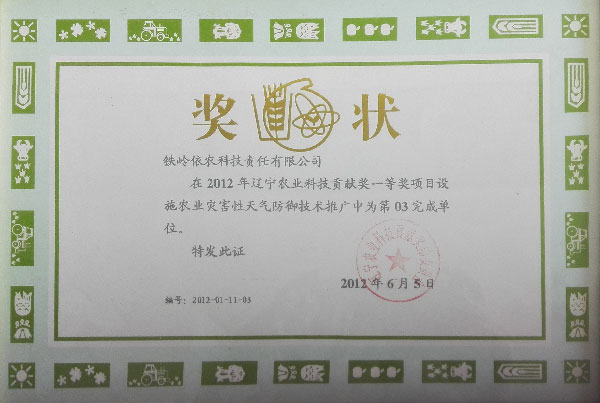 奖状
铁岭依农科技责任有限公司
在2012年辽宁农业科技贡献奖一等奖项目设
施农业灾害性天气防御技术推广中为第03完成单
位。
特发此证
2012年6月5日
编号：2012-01-11-03